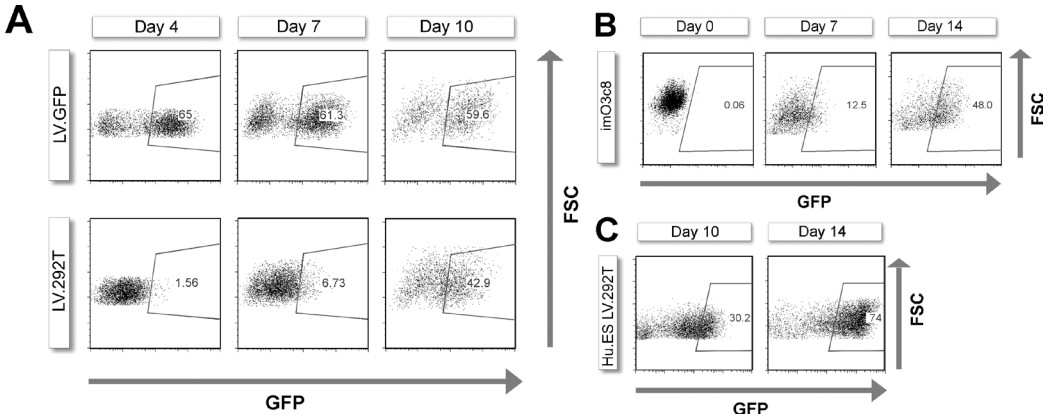 A
Day 4
Day 7
Day 10
LV.GFP
65
61.3
59.6
LV.292T
1.56
6.73
42.9
FSC
GFP
B
Day 0
Day 7
Day 14
imO3c8
0.06
12.5
48.0
FSC
GFP
C
Day 10
Day 14
Hu.ES LV.292T
30.2
74
FSC
GFP